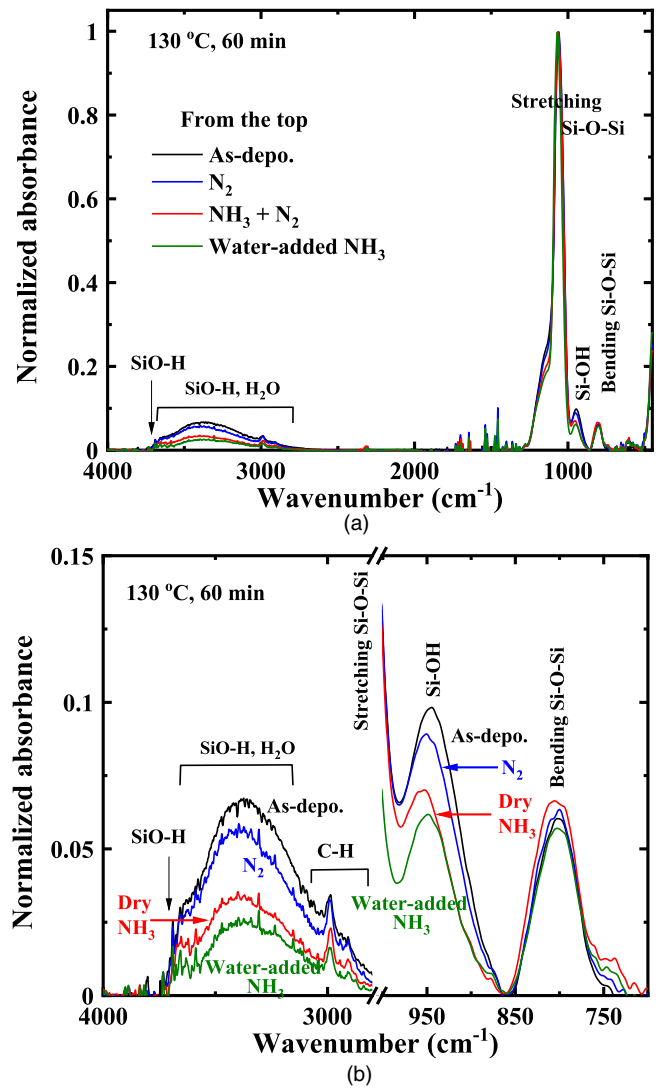 130 °C, 60 min
From the top
As-depo.
N₂
NH₃ + N₂
Water-added NH₃
Stretching
Si-O-Si
Bending Si-O-Si
Si-OH
SiO-H
SiO-H, H₂O
Normalized absorbance
1
0.8
0.6
0.4
0.2
0
4000 3000 2000 1000
Wavenumber (cm⁻¹)
(a)
130 °C, 60 min
Stretching Si-O-Si
Si-OH
Bending Si-O-Si
SiO-H, H₂O
As-depo.
SiO-H
N₂
C-H
Dry
NH₃
Water-added
NH₃
As-depo.
N₂
Dry
NH₃
Water-added
NH₃
Normalized absorbance
0.15
0.1
0.05
0
4000 3000 950 850 750
Wavenumber (cm⁻¹)
(b)